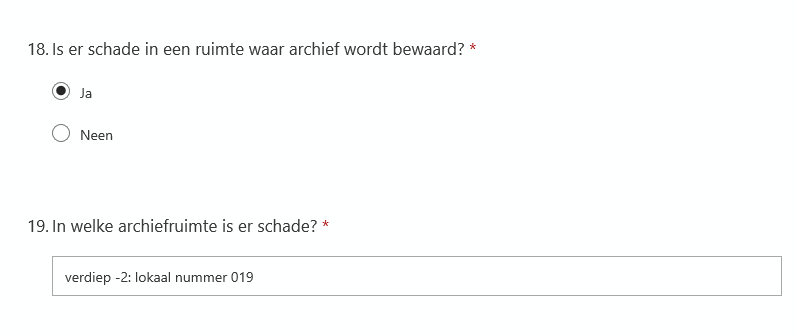 18. Is er schade in een ruimte waar archief wordt bewaard? *
Ja
Neen
19. In welke archiefruimte is er schade? *
verdiep -2: lokaal nummer 019